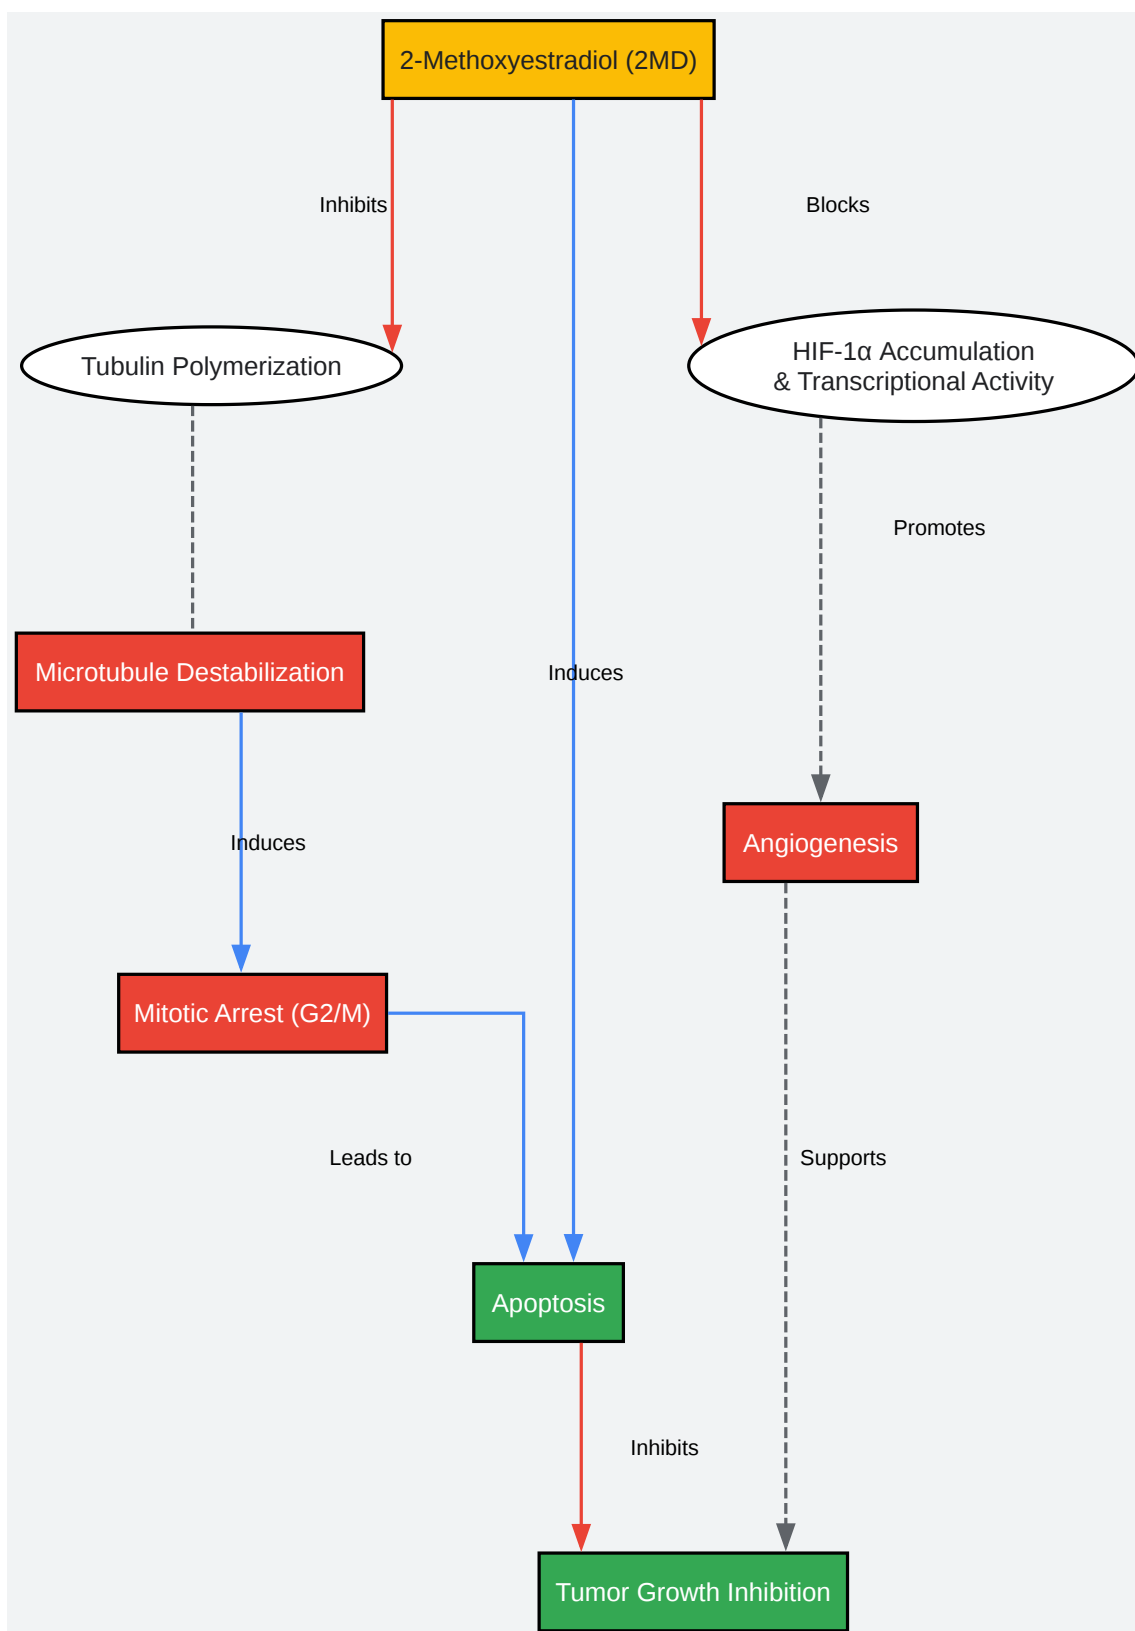 2-Methoxyestradiol (2MD)
Inhibits
Blocks
Tubulin Polymerization
HIF-1α Accumulation
& Transcriptional Activity
Promotes
Microtubule Destabilization
Induces
Induces
Angiogenesis
Mitotic Arrest (G2/M)
Leads to
Supports
Apoptosis
Inhibits
Tumor Growth Inhibition